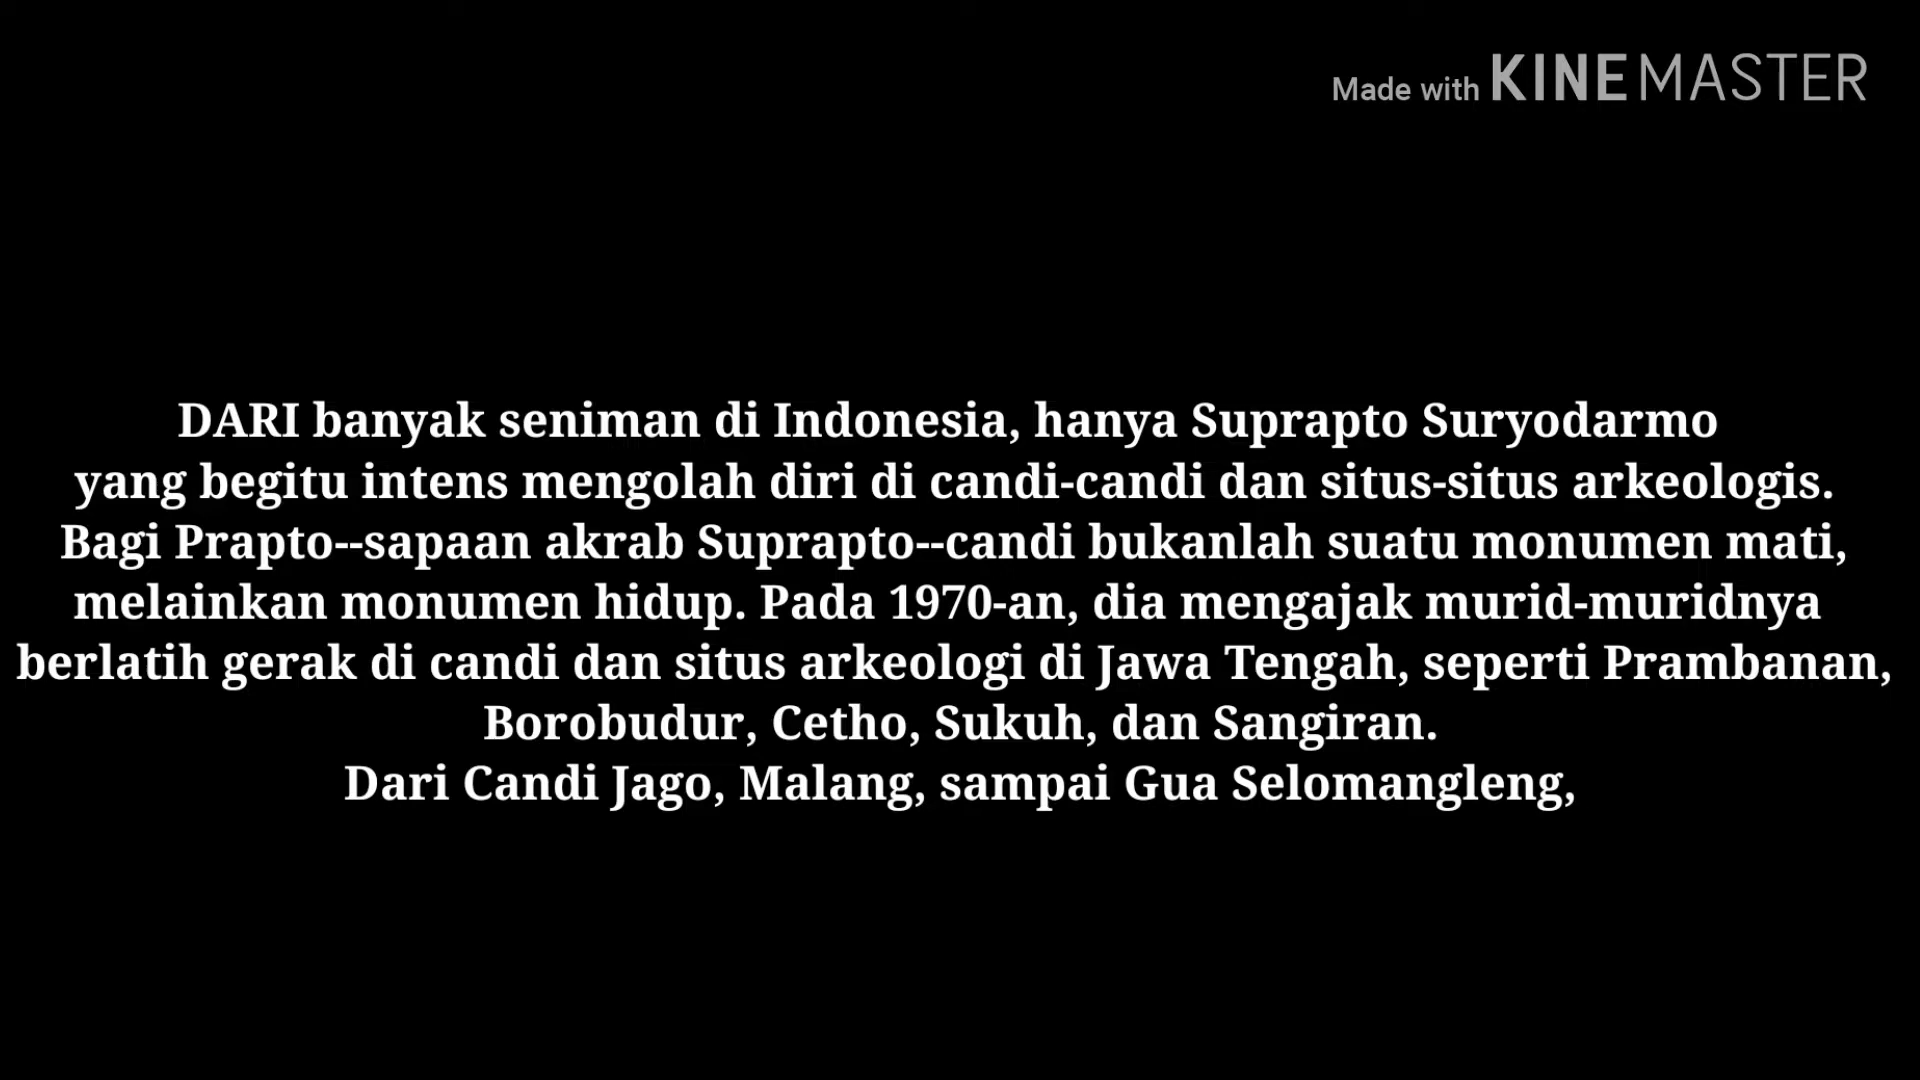 Made with KINEMASTER
DARI banyak seniman di Indonesia, hanya Suprapto Suryodarmo
yang begitu intens mengolah diri di candi-candi dan situs-situs arkeologis.
Bagi Prapto--sapaan akrab Suprapto--candi bukanlah suatu monumen mati,
melainkan monumen hidup. Pada 1970-an, dia mengajak murid-muridnya
berlatih gerak di candi dan situs arkeologi di Jawa Tengah, seperti Prambanan,
Borobudur, Cetho, Sukuh, dan Sangiran.
Dari Candi Jago, Malang, sampai Gua Selomangleng,